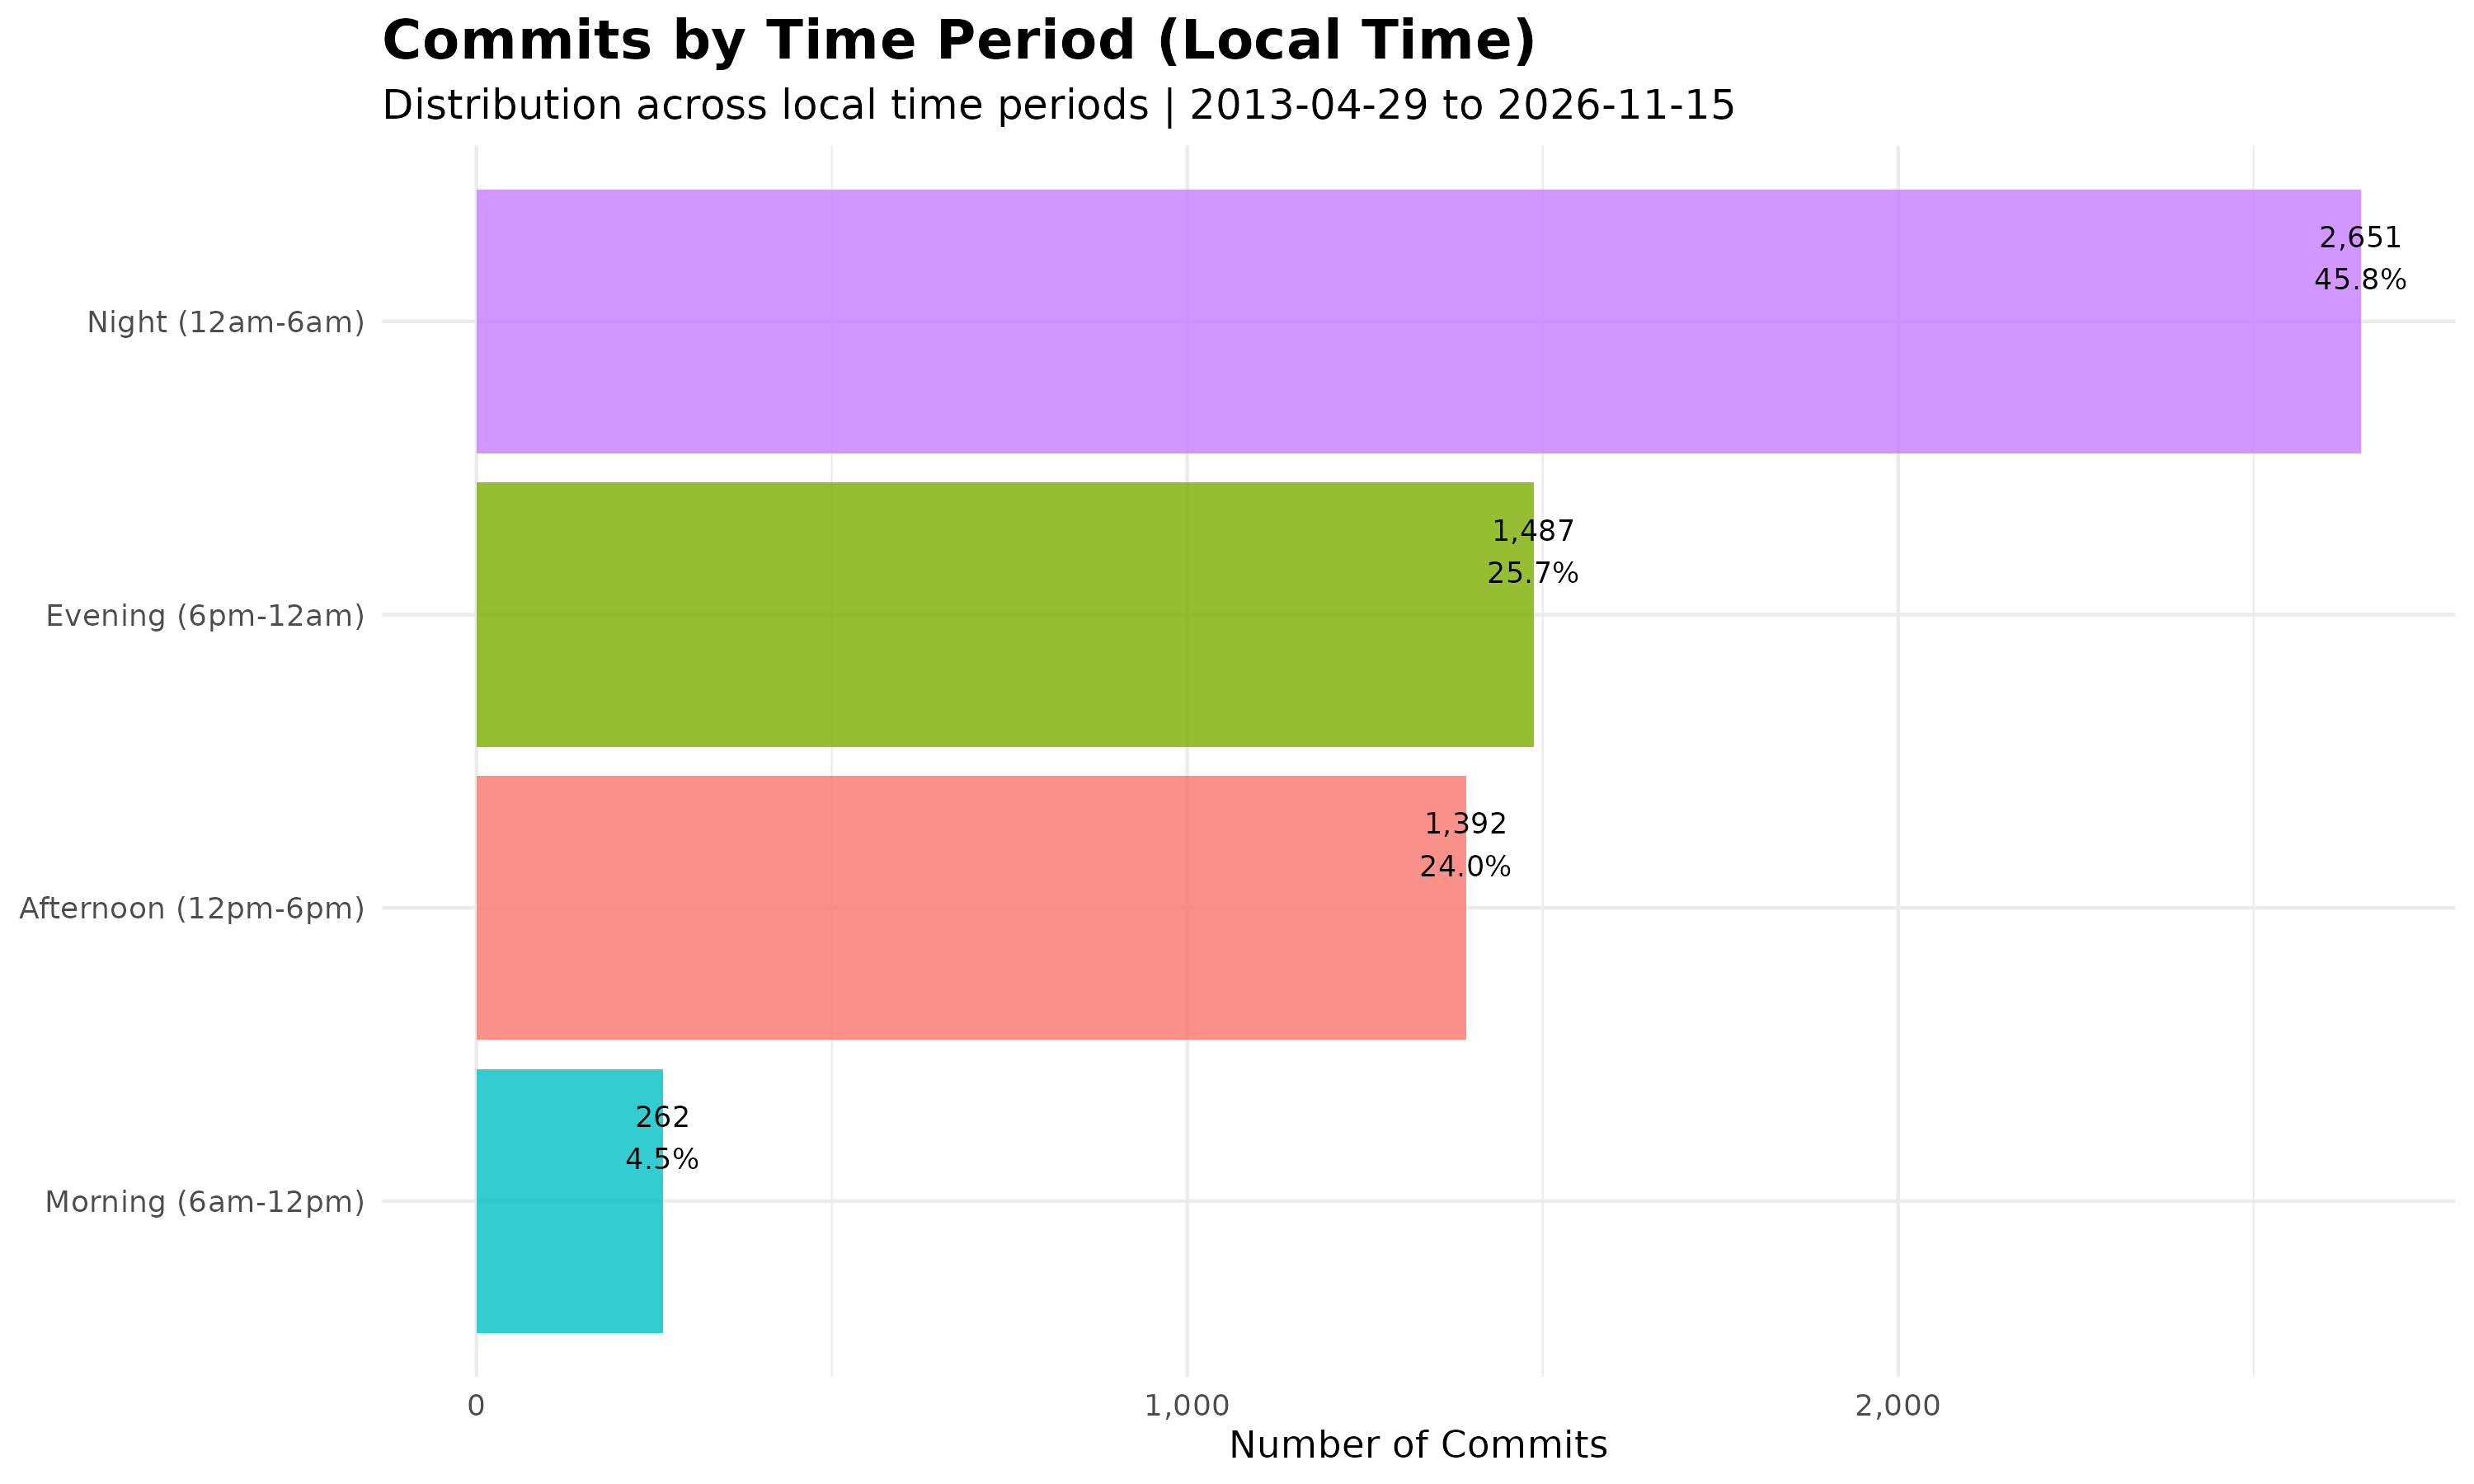 Commits by Time Period (Local Time)
Distribution across local time periods | 2013-04-29 to 2026-11-15
2,651
45.8%
Night (12am-6am)
1,487
25.7%
Evening (6pm-12am)
1,392
24.0%
Afternoon (12pm-6pm)
262
4.5%
Morning (6am-12pm)
0
1,000
2,000
Number of Commits